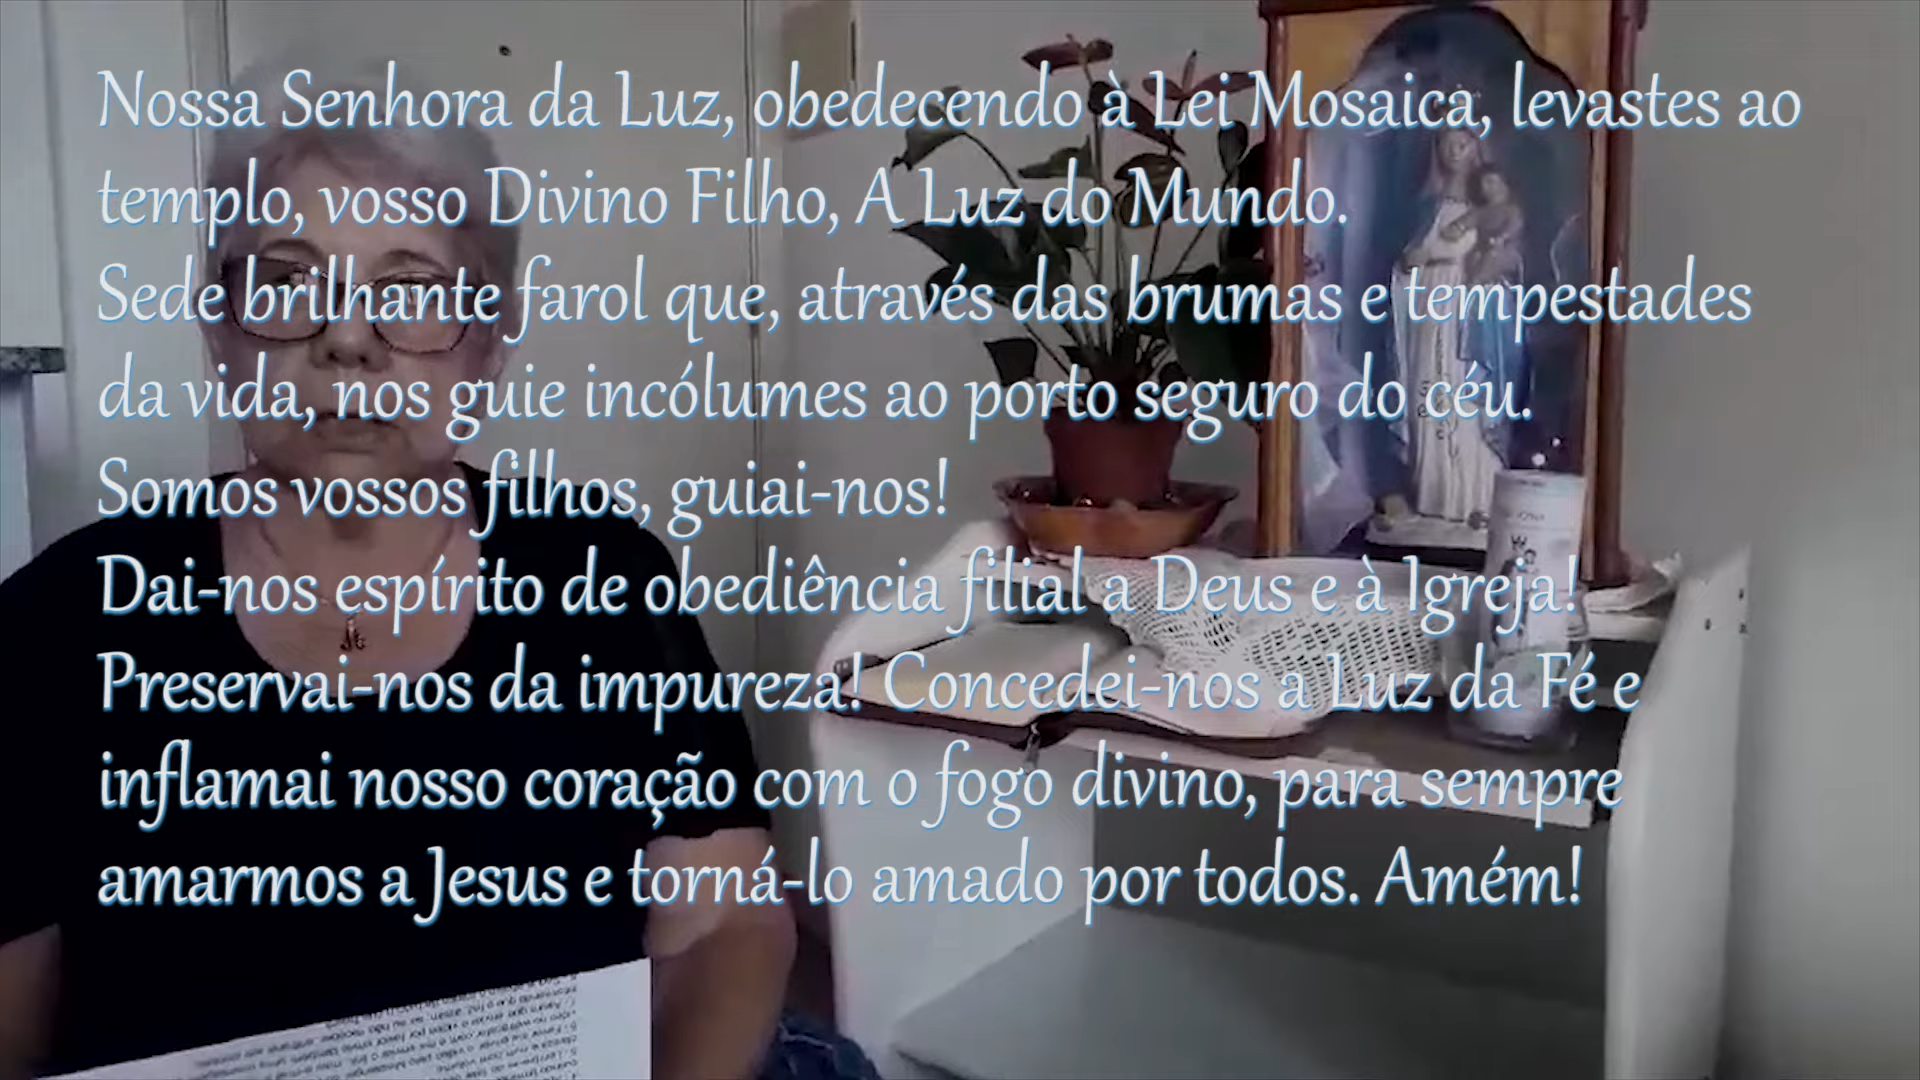 Nossa Senhora da Luz, obedecendo à Lei Mosaica, levastes ao
templo, vosso Divino Filho, A Luz do Mundo.
Sede brilhante farol que, através das brumas e tempestades
da vida, nos guie incólumes ao porto seguro do céu.
Somos vossos filhos, guiai-nos!
Dai-nos espírito de obediência filial a Deus e à Igreja!
Preservai-nos da impureza! Concedei-nos a Luz da Fé e
inflamai nosso coração com o fogo divino, para sempre
amarmos a Jesus e torná-lo amado por todos. Amém!